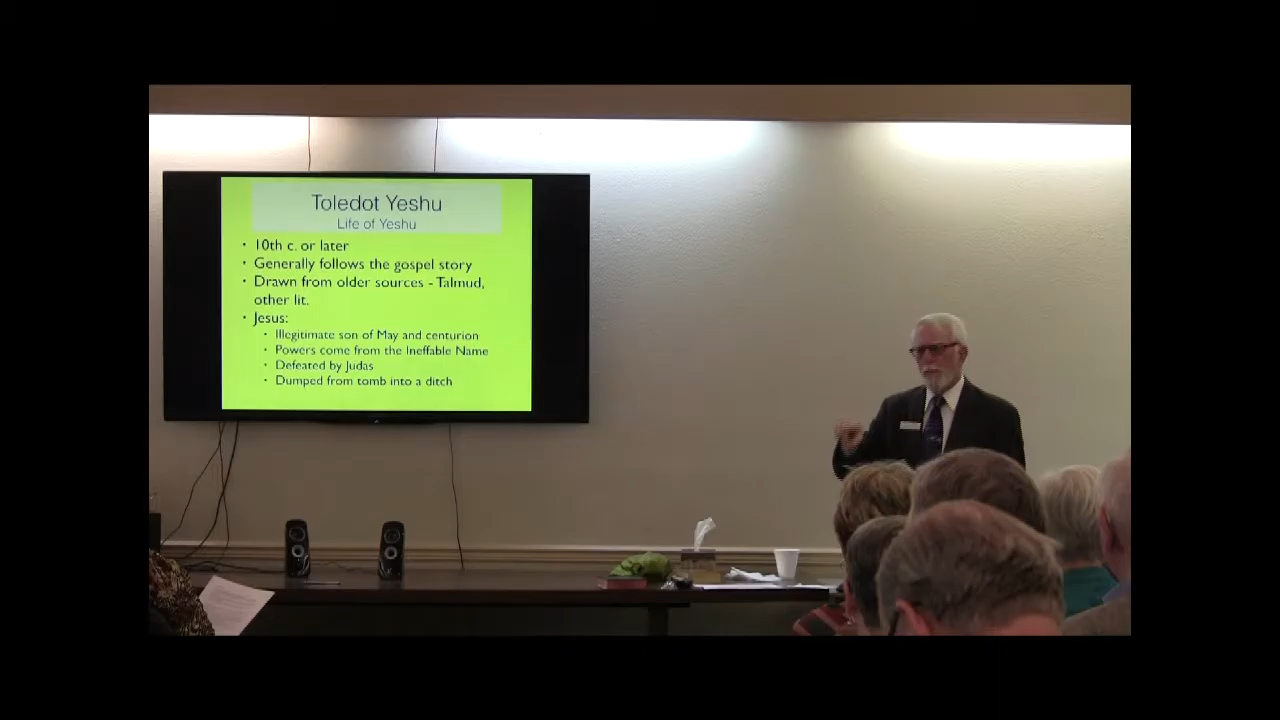 Toledot Yeshu
Life of Yeshu
• 10th c. or later
• Generally follows the gospel story
• Drawn from older sources - Talmud,
other lit.
• Jesus:
• Illegitimate son of May and centurion
• Powers come from the Ineffable Name
• Defeated by Judas
• Dumped from tomb into a ditch